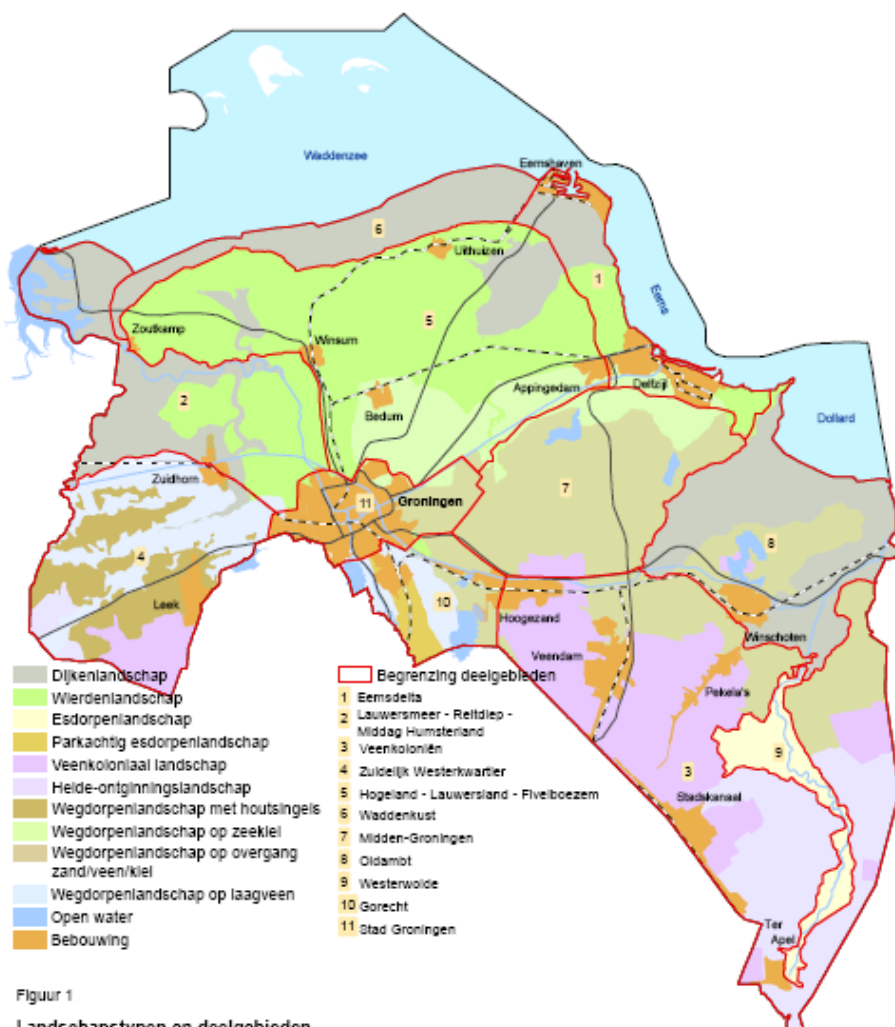 Waddenzee
Eemshaven
6
Uithuizen
1
Eems
5
Zoutkamp
Winsum
2
Appingedam
Delfzijl
Bedum
Dollard
Zuidhorn
Groningen
11
7
4
8
10
Leek
Hoogezand
Winschoten
Veendam
Pekela's
9
3
Stadskanaal
Ter
Apel
Dijkenlandschap
Wierdenlandschap
Esdorpenlandschap
Parkachtig esdorpenlandschap
Veenkoloniaal landschap
Heide-ontginningslandschap
Wegdorpenlandschap met houtsingels
Wegdorpenlandschap op zeeklei
Wegdorpenlandschap op overgang
zand/veen/klei
Wegdorpenlandschap op laagveen
Open water
Bebouwing
Begrenzing deelgebieden
1 Eemsdelta
2 Lauwersmeer - Reitdiep -
Middag Humsterland
3 Veenkoloniën
4 Zuidelijk Westerkwartier
5 Hogeland - Lauwersland - Fivelboezem
6 Waddenkust
7 Midden-Groningen
8 Oldambt
9 Westerwolde
10 Gorecht
11 Stad Groningen
Figuur 1
Landschapstypen en deelgebieden